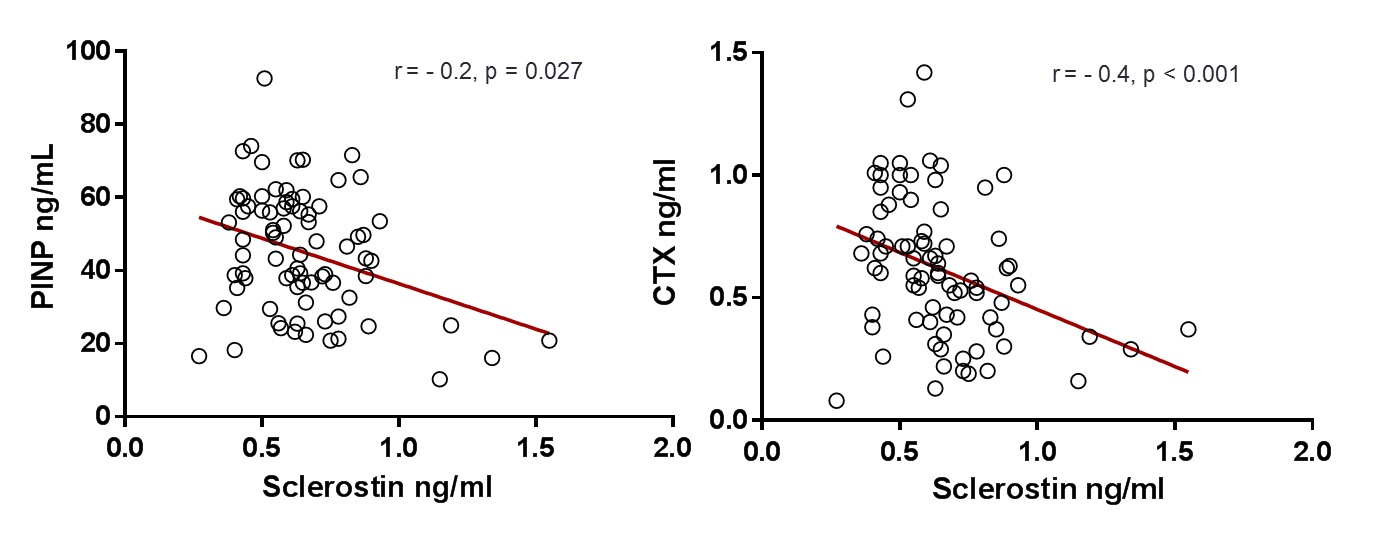 r = - 0.2, p = 0.027
PINP ng/mL
100
80
60
40
20
0
0.0 0.5 1.0 1.5 2.0
Sclerostin ng/ml
r = - 0.4, p < 0.001
CTX ng/ml
1.5
1.0
0.5
0.0
0.0 0.5 1.0 1.5 2.0
Sclerostin ng/ml